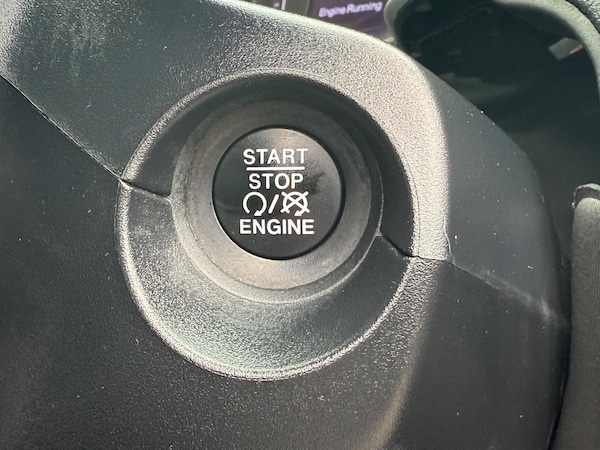 Engine Running
START
STOP
/
ENGINE